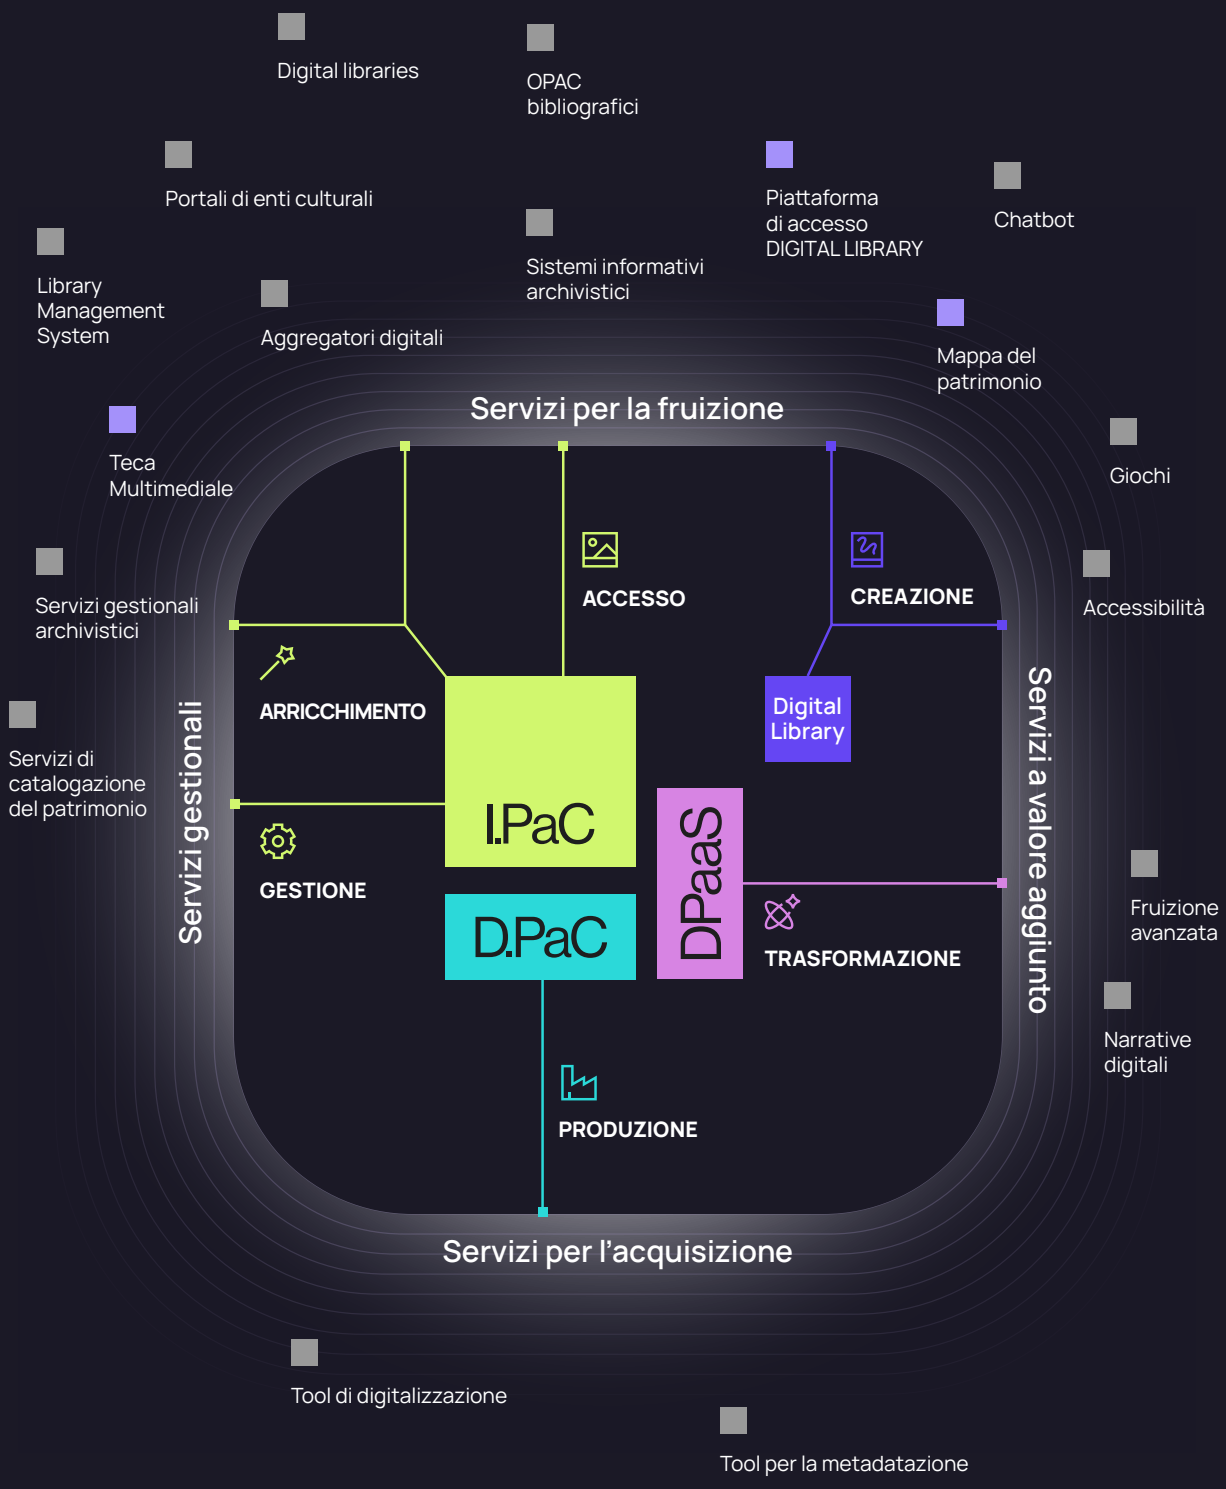 Digital libraries
OPAC
bibliografici
Portali di enti culturali
Piattaforma
di accesso
DIGITAL LIBRARY
Chatbot
Library
Management
System
Sistemi informativi
archivistici
Aggregatori digitali
Mappa del
patrimonio
Servizi per la fruizione
Teca
Multimediale
Giochi
Servizi gestionali
archivistici
ACCESSO
CREAZIONE
Accessibilità
ARRICCHIMENTO
Digital
Library
Servizi di
catalogazione
del patrimonio
Servizi gestionali
I.PaC
DPaaS
Servizi a valore aggiunto
GESTIONE
D.PaC
TRASFORMAZIONE
Fruizione
avanzata
Narrative
digitali
PRODUZIONE
Servizi per l’acquisizione
Tool di digitalizzazione
Tool per la metadatazione